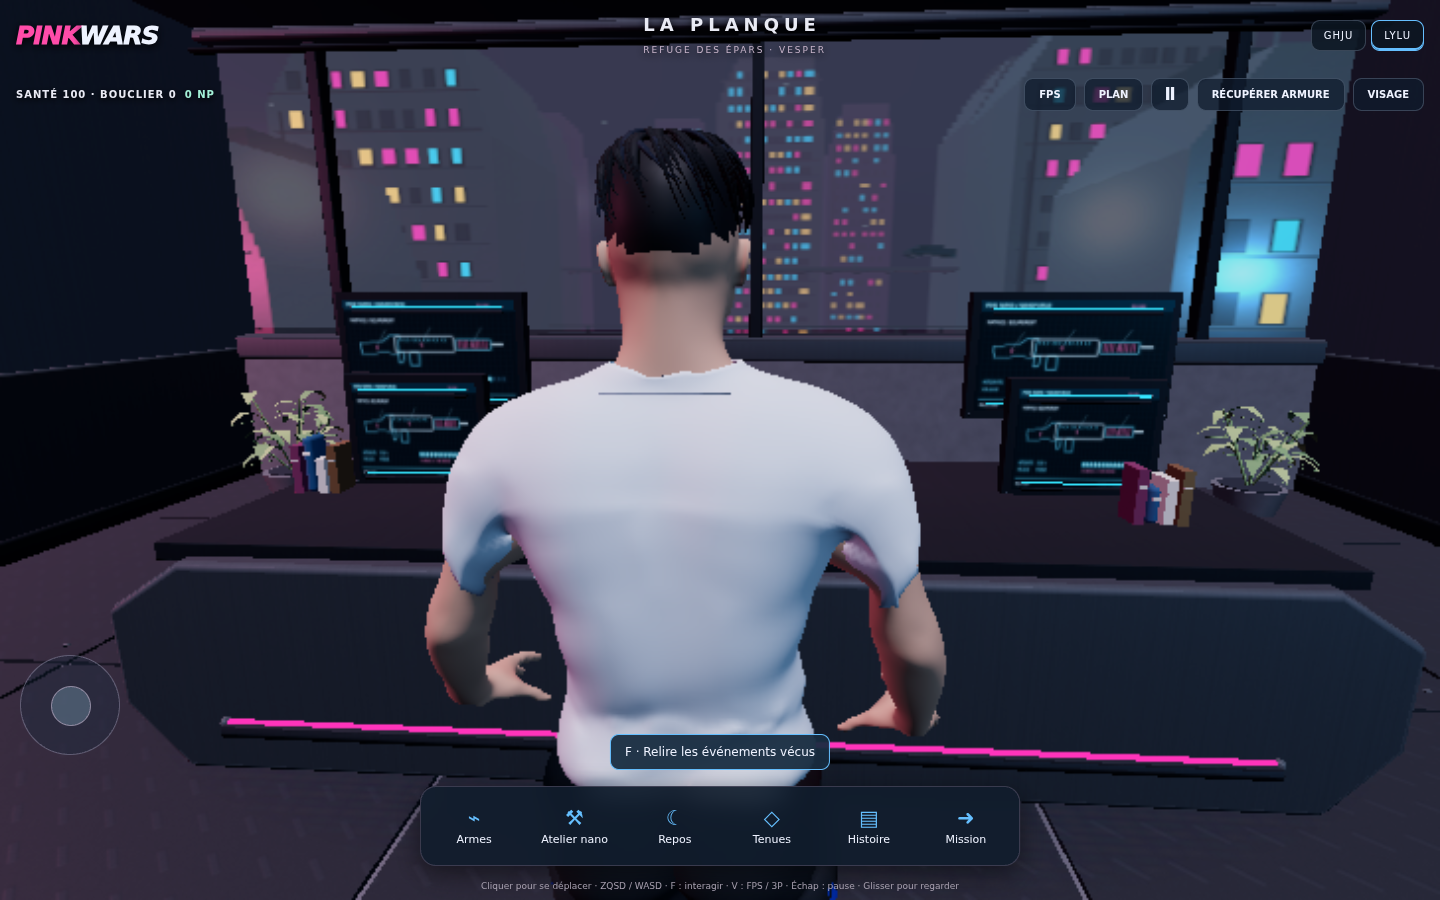 PINKWARS
LA PLANQUE
REFUGE DES ÉPARS · VESPER
GHJU
LYLU
SANTÉ 100 · BOUCLIER 0 0 NP
FPS
PLAN
RÉCUPÉRER ARMURE
VISAGE
F · Relire les événements vécus
Armes
Atelier nano
Repos
Tenues
Histoire
Mission
Cliquer pour se déplacer · ZQSD / WASD · F : interagir · V : FPS / 3P · Échap : pause · Glisser pour regarder